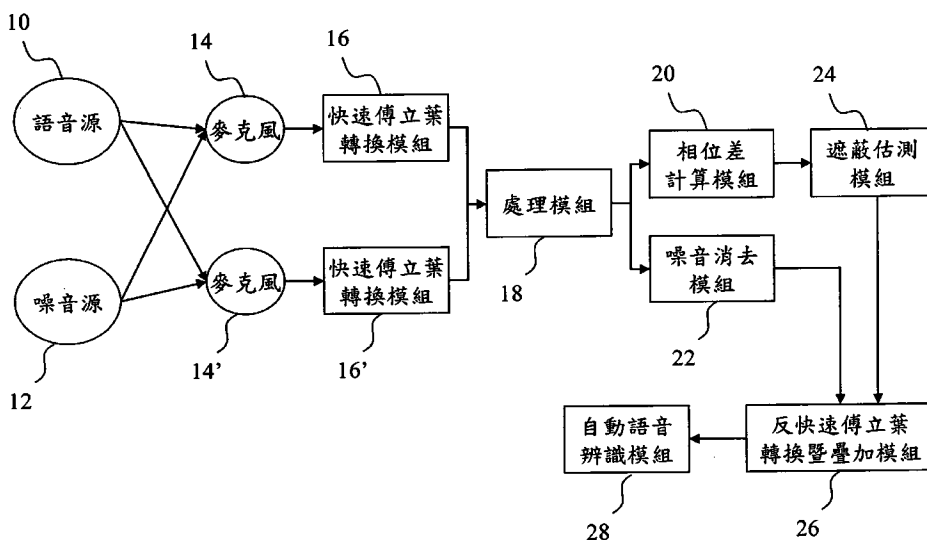 10
14
16
20
24
語音源
麥克風
快速傅立葉
轉換模組
相位差
計算模組
遮蔽估測
模組
處理模組
18
噪音源
麥克風
快速傅立葉
轉換模組
噪音消去
模組
12
14’
16’
22
自動語音
辨識模組
反快速傅立葉
轉換暨疊加模組
28
26